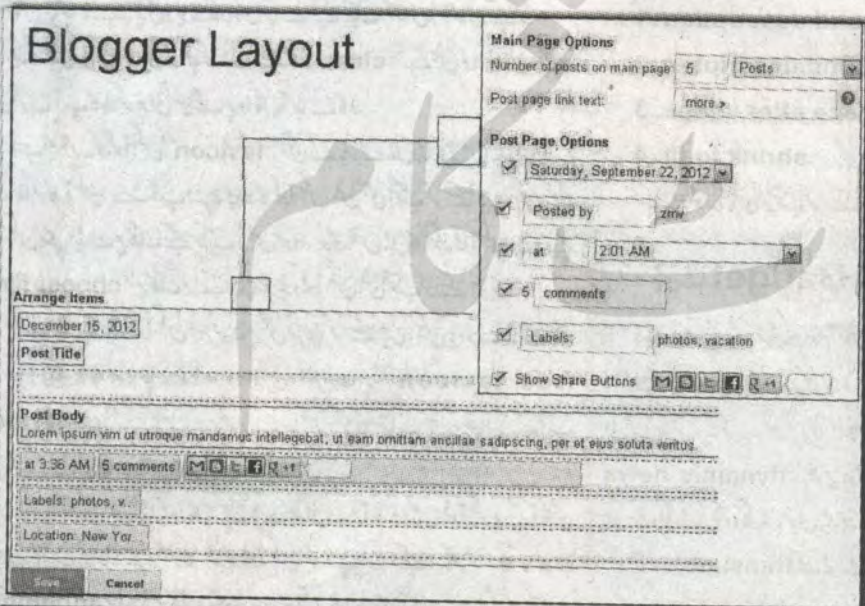 Blogger Layout
Main Page Options
Number of posts on main page: 5 Posts
Post page link text: more »
Post Page Options
Saturday, September 22, 2012
Posted by zmv
at 2:01 AM
5 comments
Labels: photos, vacation
Show Share Buttons
Arrange Items
December 15, 2012
Post Title
Post Body
Lorem ipsum vim ut utroque mandamus intellegebat, ut eam omittam ancillae sadipscing, per et eius soluta veritus.
at 3:36 AM 5 comments
Labels: photos, v...
Location: New Yor...
Save Cancel